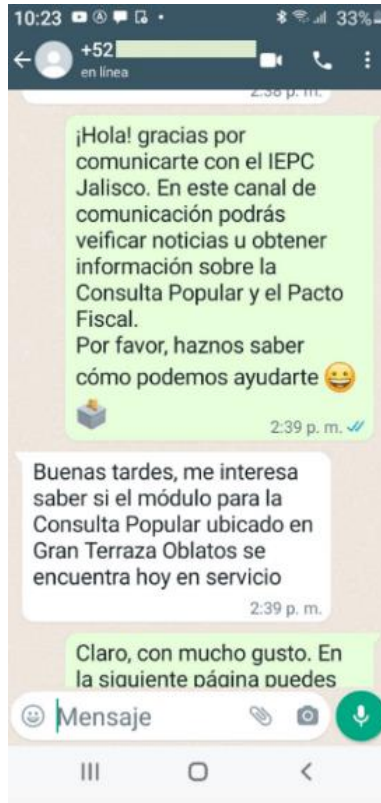 10:23
33%
+52
en línea
2:38 p. m.
¡Hola! gracias por
comunicarte con el IEPC
Jalisco. En este canal de
comunicación podrás
veificar noticias u obtener
información sobre la
Consulta Popular y el Pacto
Fiscal.
Por favor, haznos saber
cómo podemos ayudarte 😀
🗳️
2:39 p. m.
Buenas tardes, me interesa
saber si el módulo para la
Consulta Popular ubicado en
Gran Terraza Oblatos se
encuentra hoy en servicio
2:39 p. m.
Claro, con mucho gusto. En
la siguiente página puedes
Mensaje